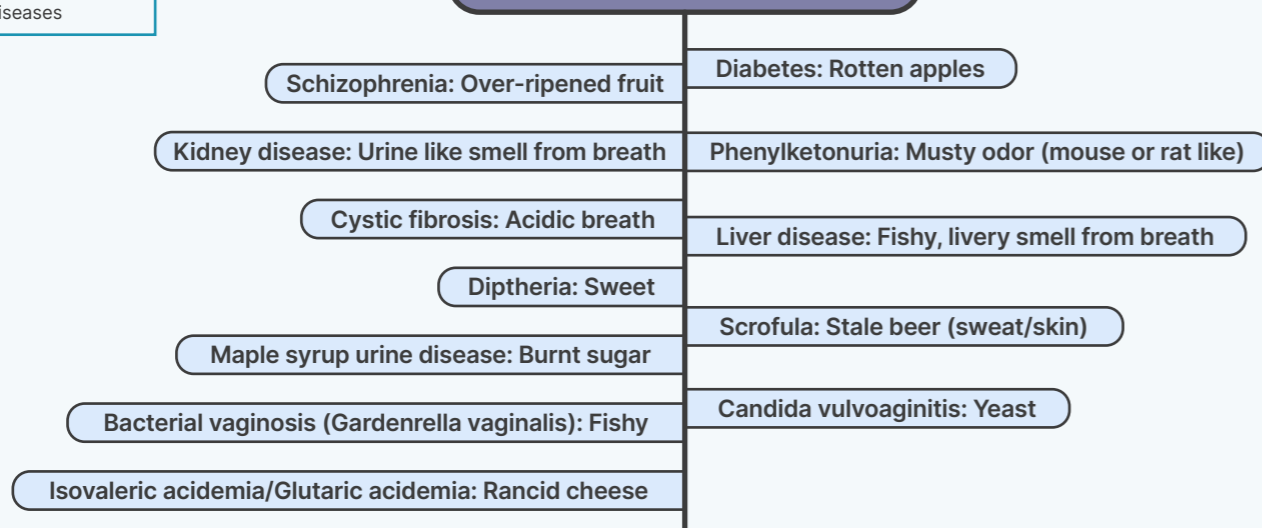 iseases
Schizophrenia: Over-ripened fruit
Kidney disease: Urine like smell from breath
Cystic fibrosis: Acidic breath
Diptheria: Sweet
Maple syrup urine disease: Burnt sugar
Bacterial vaginosis (Gardenrella vaginalis): Fishy
Isovaleric acidemia/Glutaric acidemia: Rancid cheese
Diabetes: Rotten apples
Phenylketonuria: Musty odor (mouse or rat like)
Liver disease: Fishy, livery smell from breath
Scrofula: Stale beer (sweat/skin)
Candida vulvoaginitis: Yeast